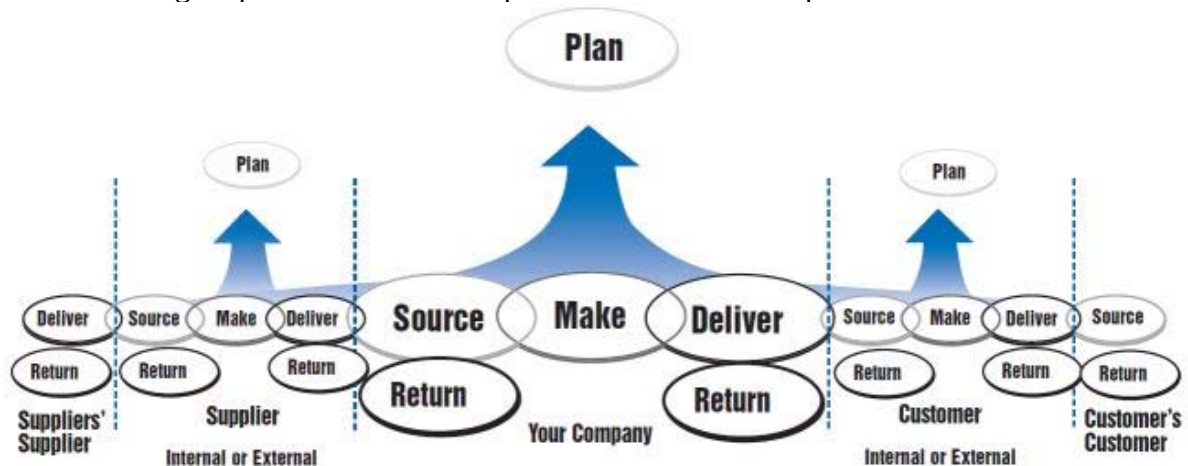 Plan
Plan
Plan
Deliver Source Make Deliver Source Make Deliver Source Make Deliver Source
Return Return Return Return Return Return Return Return
Suppliers'
Supplier
Supplier
Internal or External
Your Company
Customer
Internal or External
Customer's
Customer